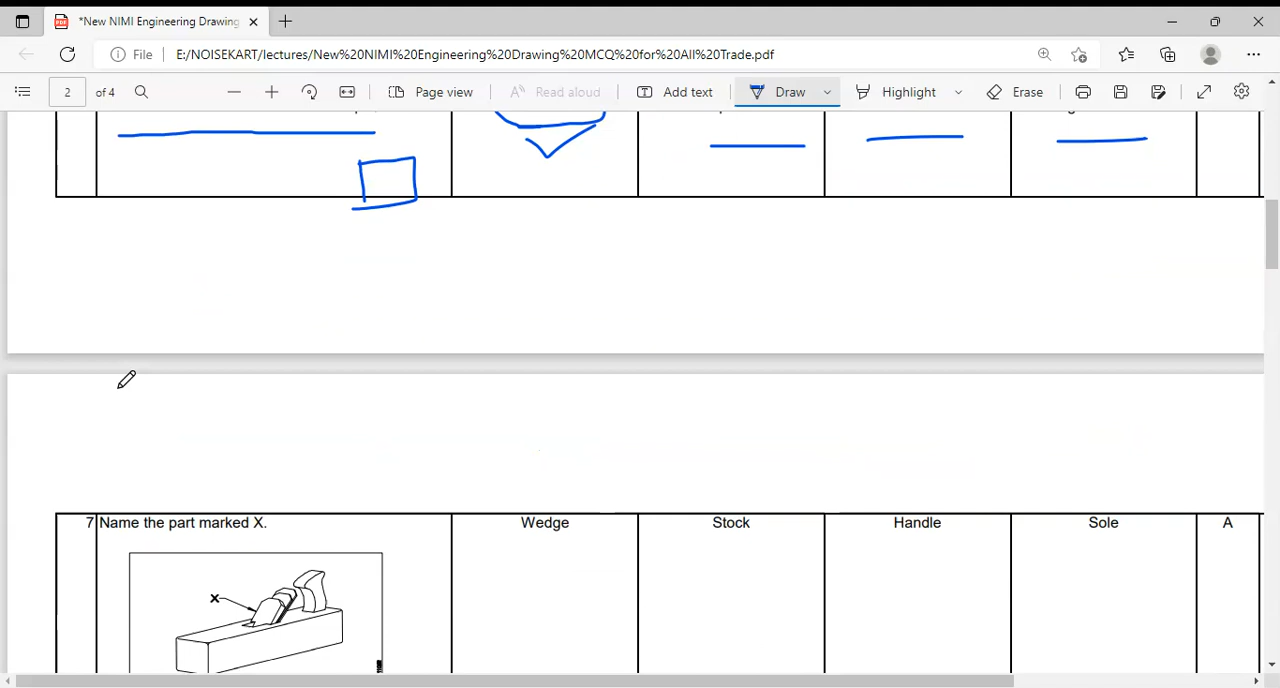 *New NIMI Engineering Drawing
File
E:/NOISEKART/lectures/New%20NIMI%20Engineering%20Drawing%20MCQ%20for%20All%20Trade.pdf
2 of 4
Page view
Read aloud
Add text
Draw
Highlight
Erase
7 Name the part marked X. Wedge Stock Handle Sole A
X